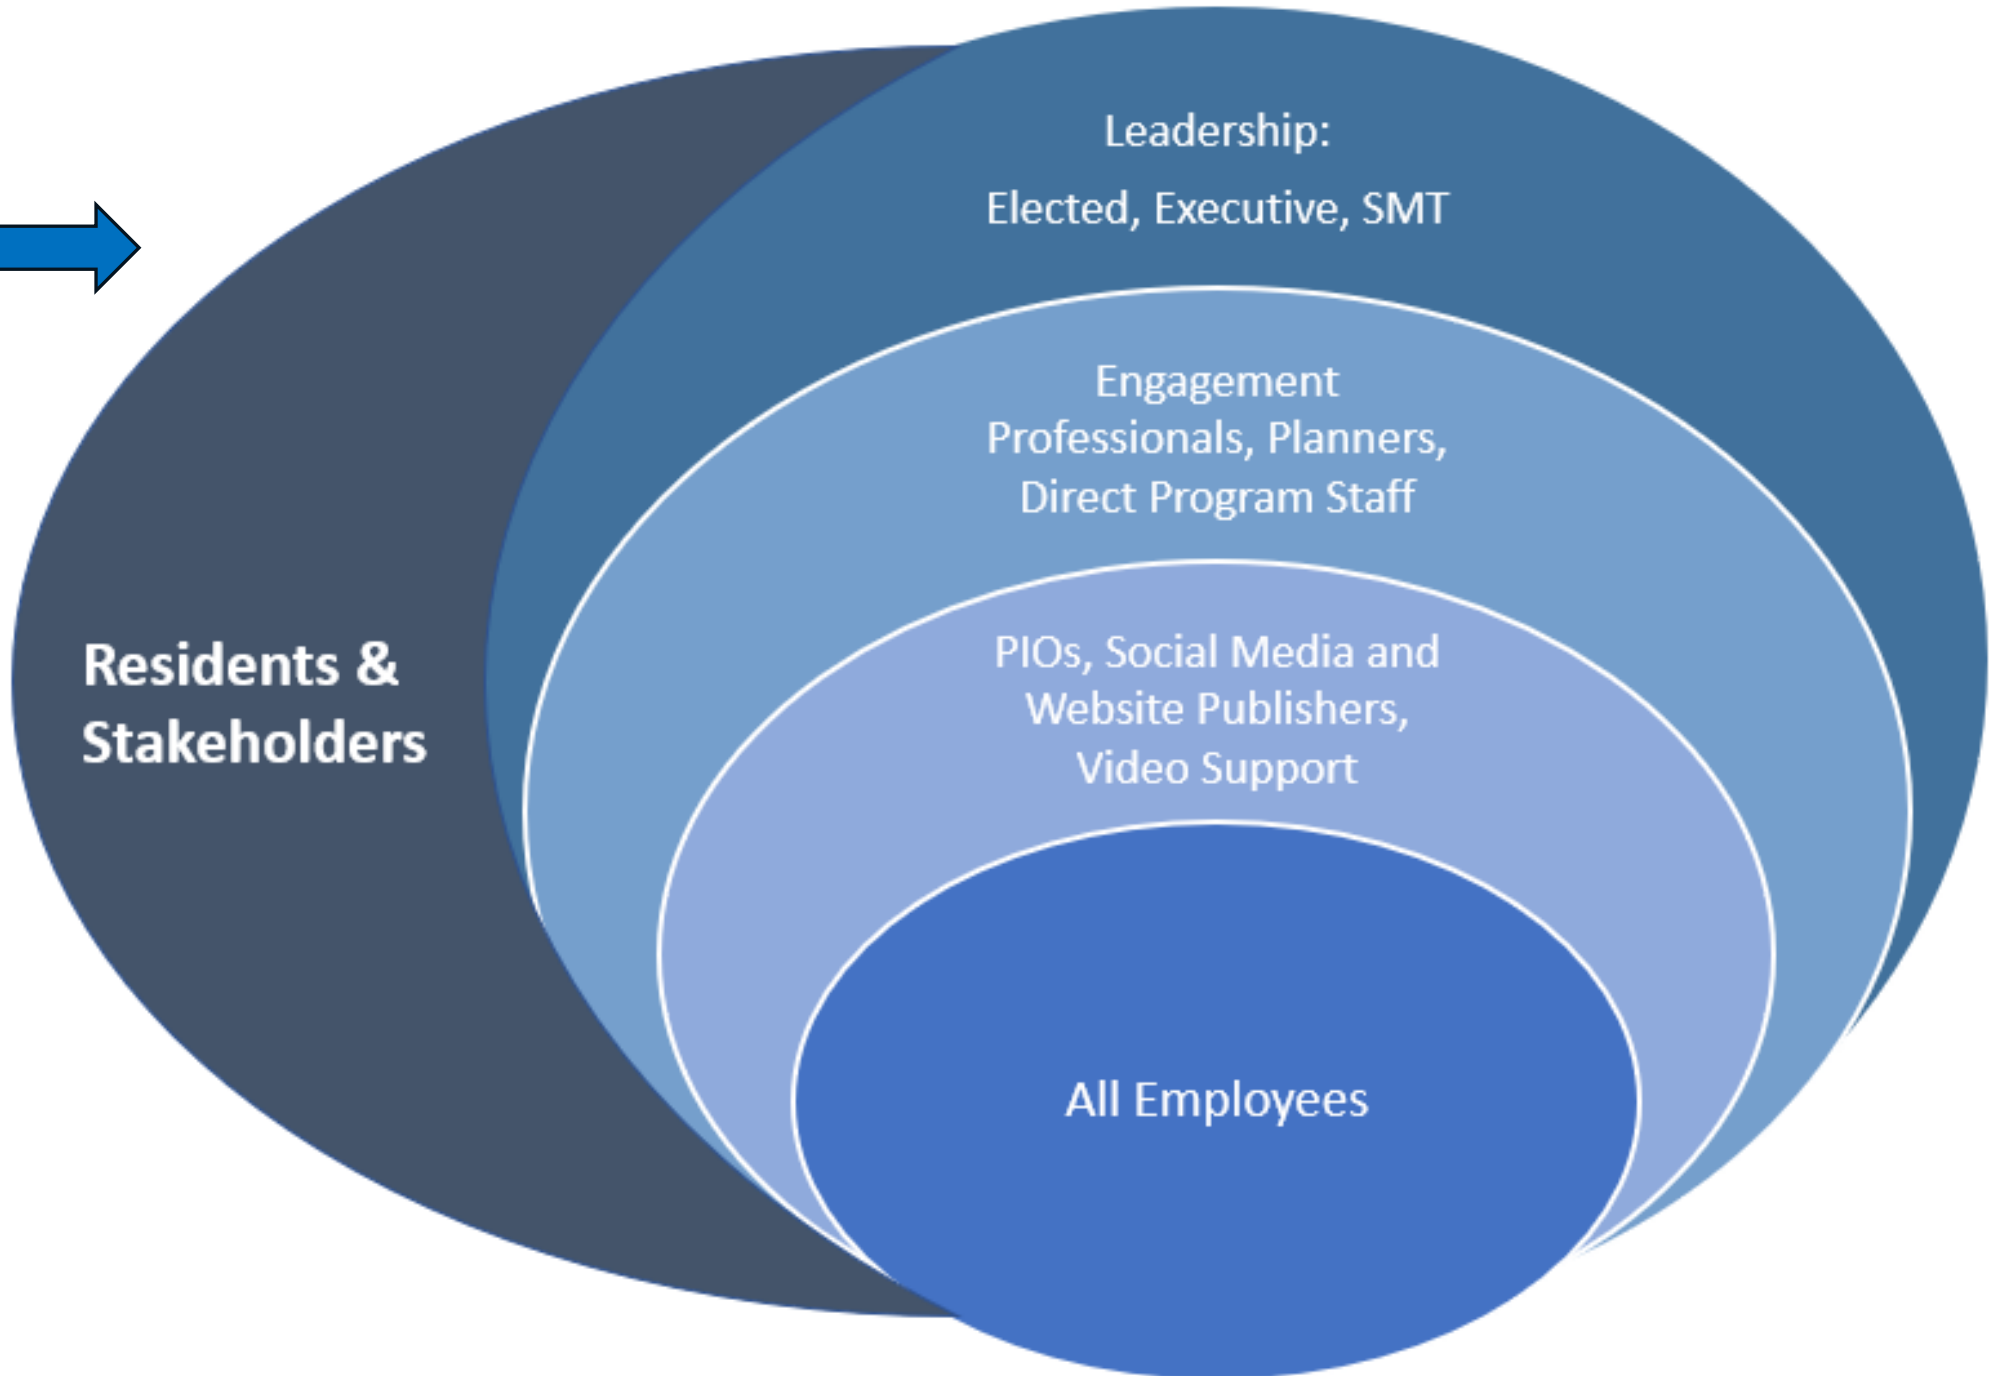 Leadership:
Elected, Executive, SMT
Engagement
Professionals, Planners,
Direct Program Staff
Residents &
Stakeholders
PIOs, Social Media and
Website Publishers,
Video Support
All Employees